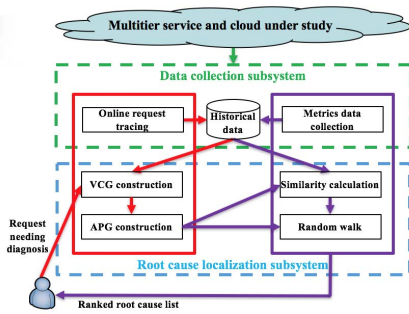 Multitier service and cloud under study
Data collection subsystem
Online request
tracing
Historical
data
Metrics data
collection
VCG construction
Similarity calculation
Request
needing
diagnosis
APG construction
Random walk
Root cause localization subsystem
Ranked root cause list